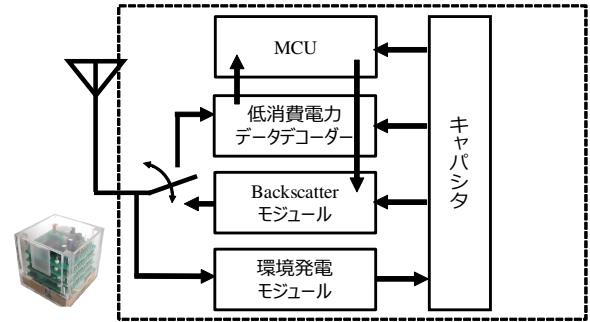 MCU
低消費電力
データデコーダー
Backscatter
モジュール
環境発電
モジュール
キャパシタ